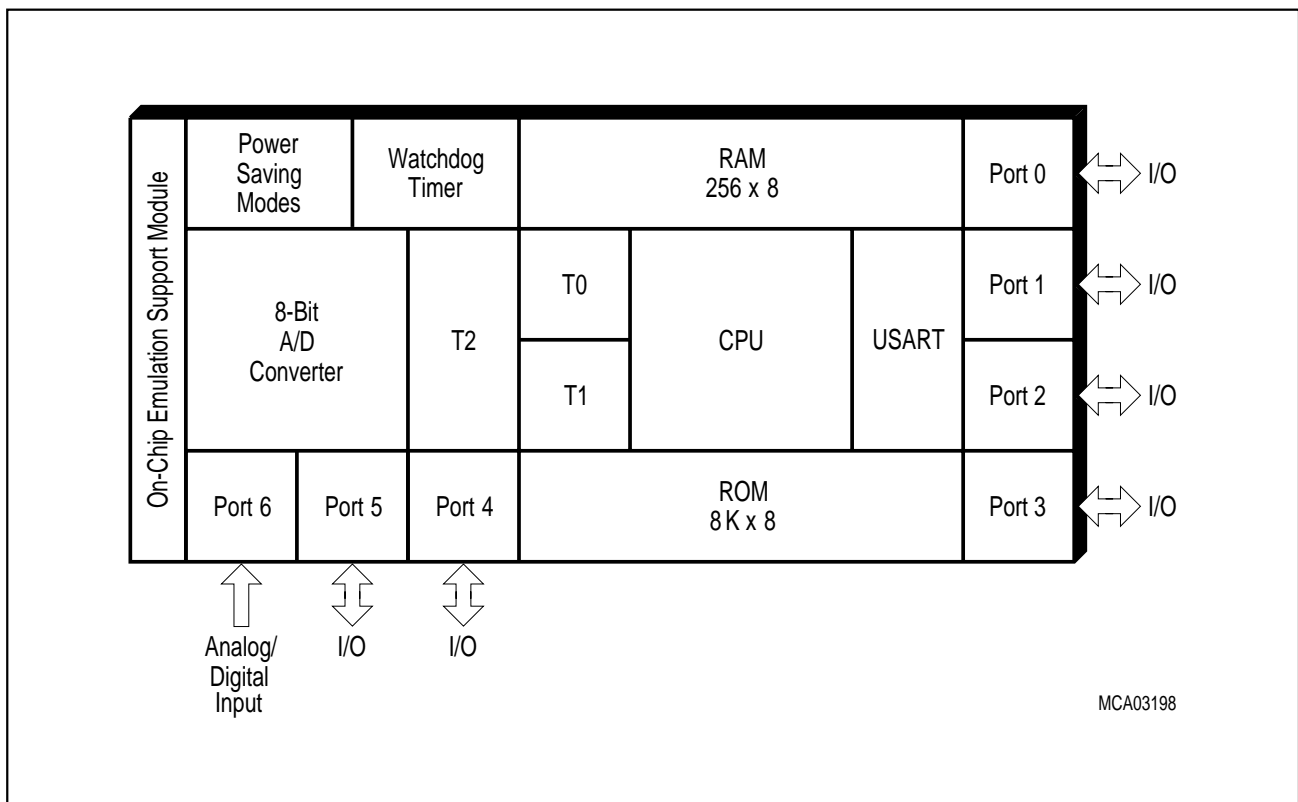 On-Chip Emulation Support Module
Power
Saving
Modes
Watchdog
Timer
RAM
256 x 8
Port 0
I/O
8-Bit
A/D
Converter
T2
T0
T1
CPU
USART
Port 1
I/O
Port 2
I/O
Port 6
Port 5
Port 4
ROM
8K x 8
Port 3
I/O
Analog/
Digital
Input
I/O
I/O
MCA03198